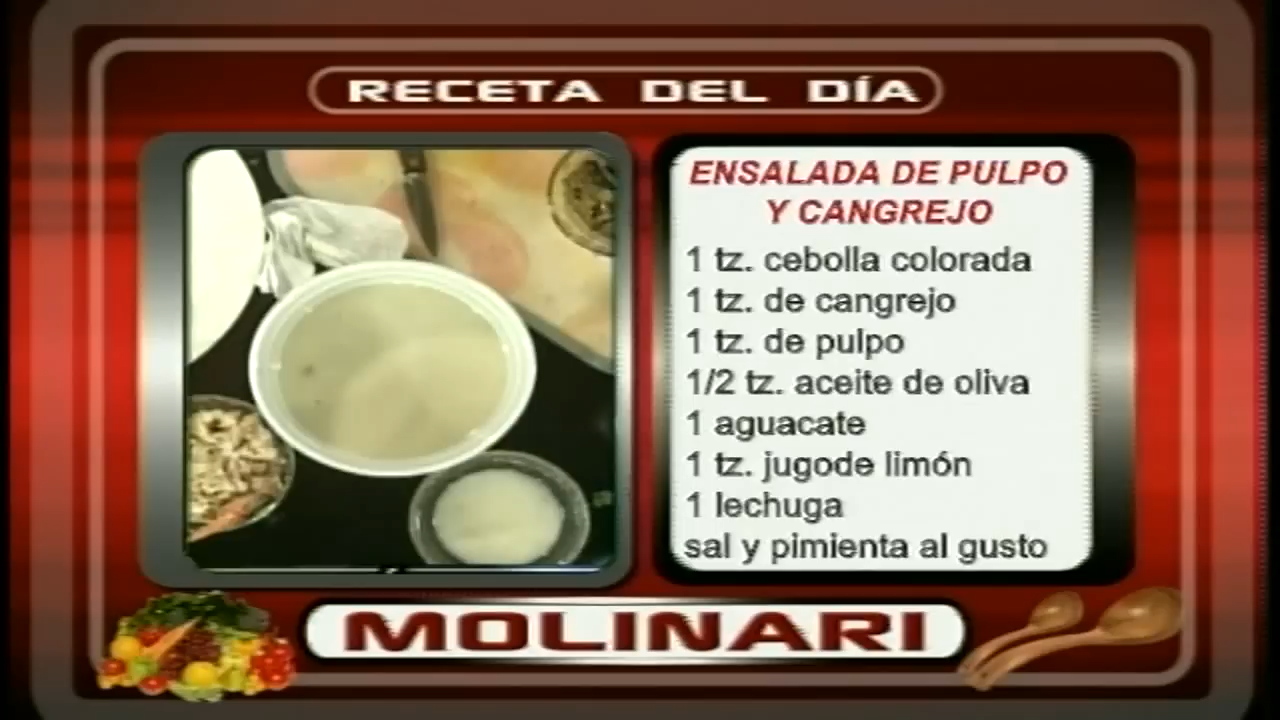 RECETA DEL DÍA
ENSALADA DE PULPO
Y CANGREJO
1 tz. cebolla colorada
1 tz. de cangrejo
1 tz. de pulpo
1/2 tz. aceite de oliva
1 aguacate
1 tz. jugode limón
1 lechuga
sal y pimienta al gusto
MOLINARI